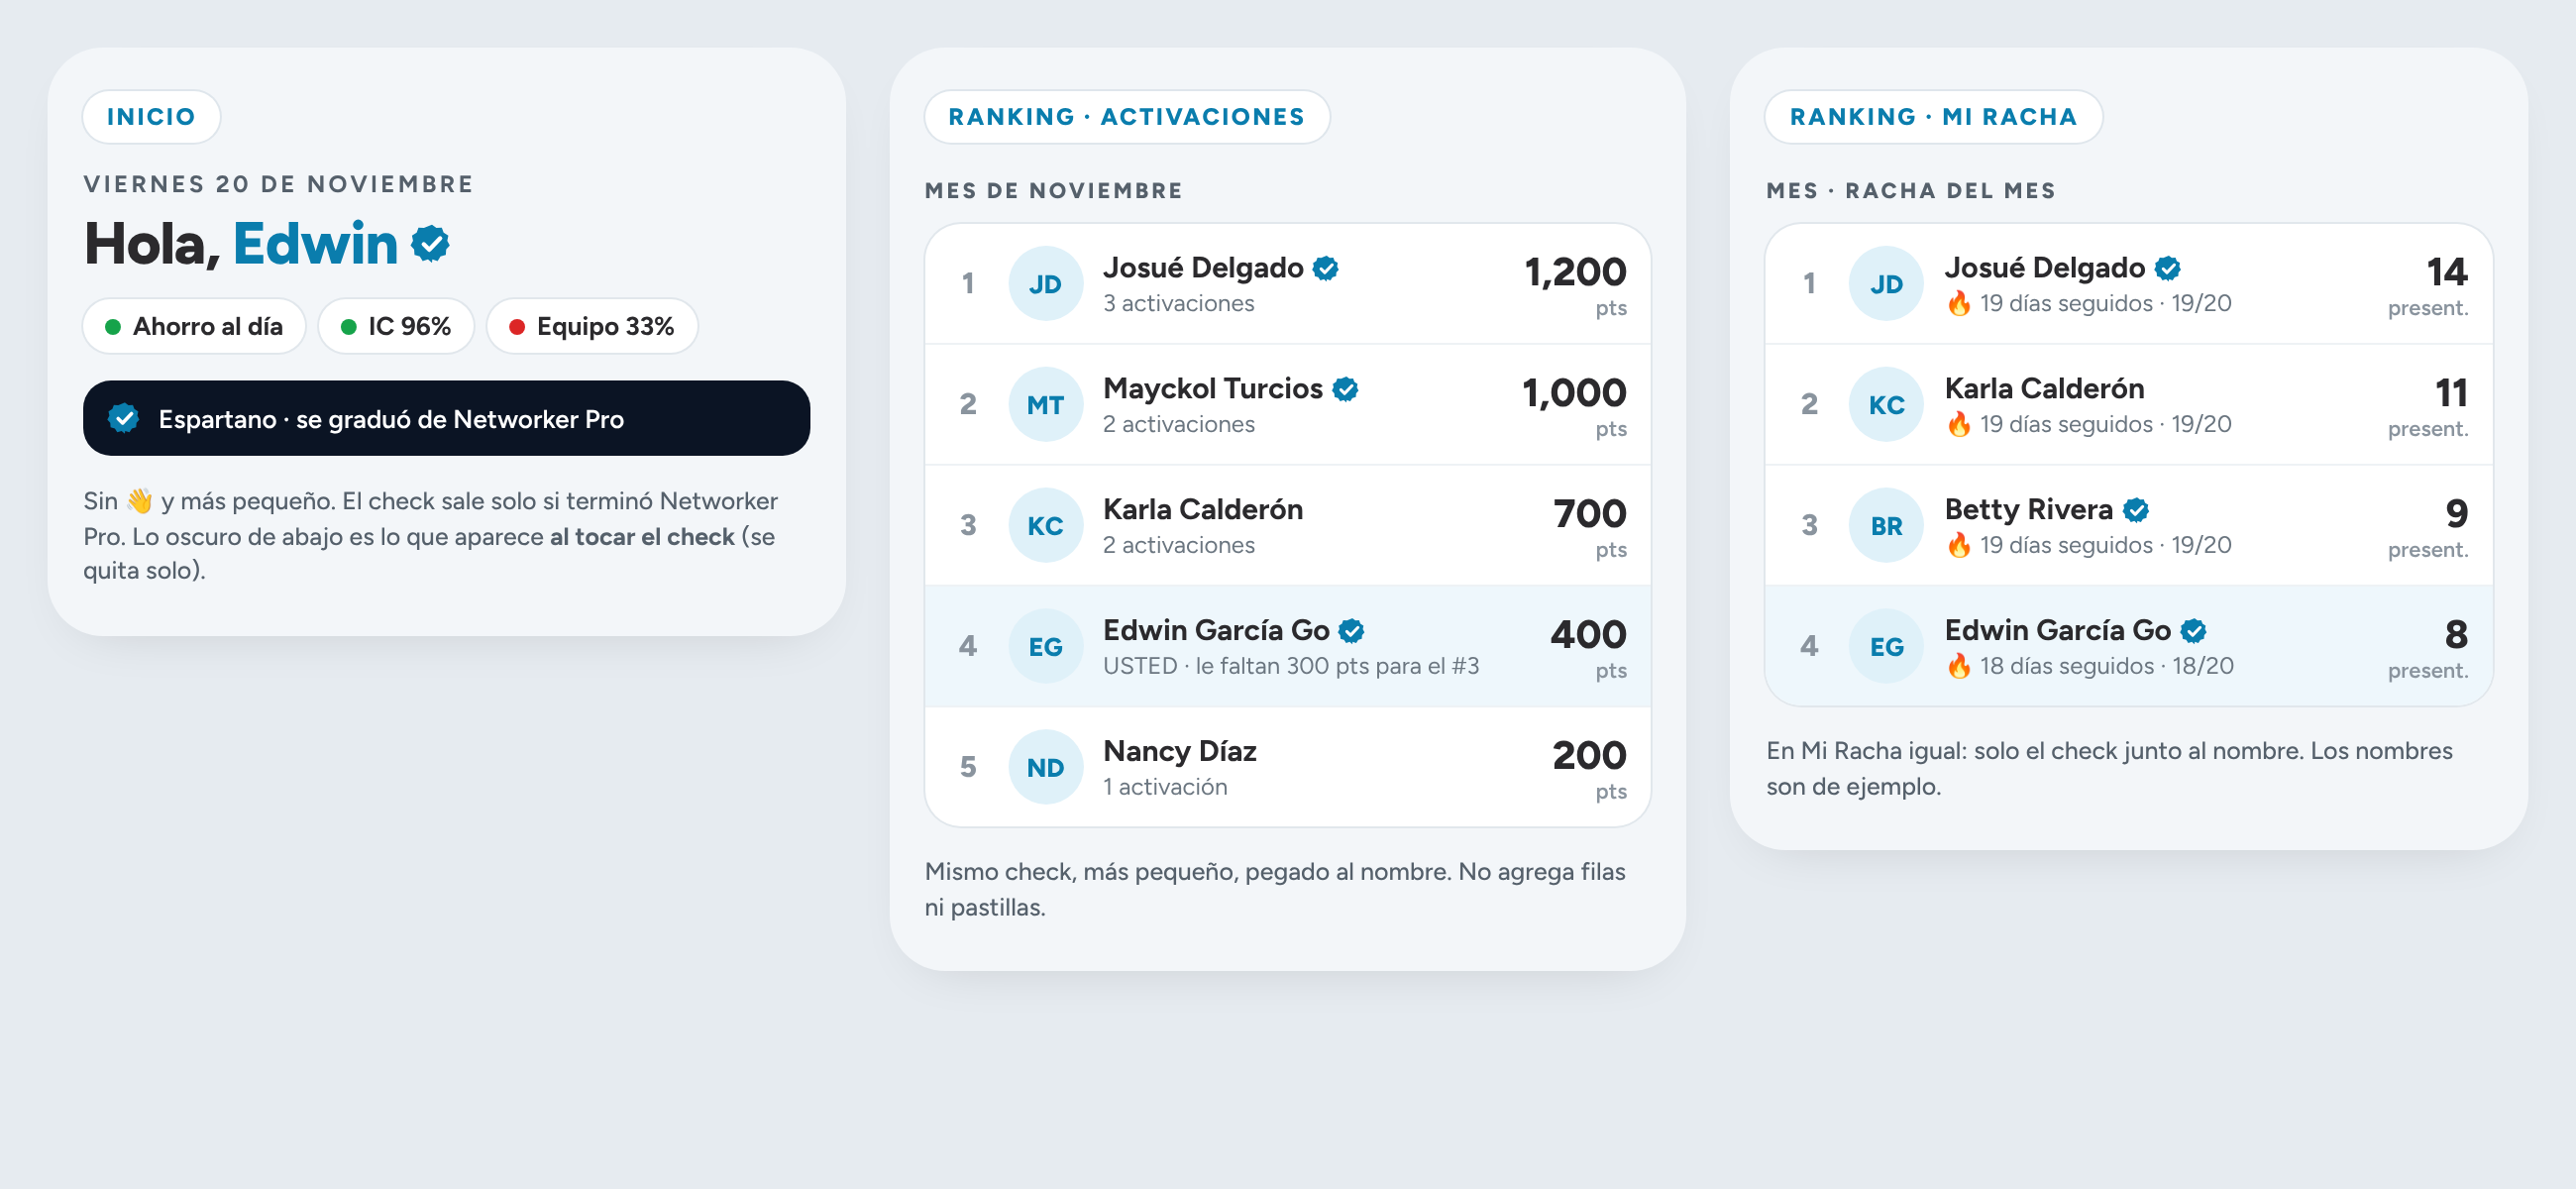 INICIO
VIERNES 20 DE NOVIEMBRE
Hola, Edwin
Ahorro al día
IC 96%
Equipo 33%
Espartano · se graduó de Networker Pro
Sin 👋 y más pequeño. El check sale solo si terminó Networker
Pro. Lo oscuro de abajo es lo que aparece al tocar el check (se
quita solo).
RANKING · ACTIVACIONES
MES DE NOVIEMBRE
1 JD Josué Delgado 1,200
3 activaciones pts
2 MT Mayckol Turcios 1,000
2 activaciones pts
3 KC Karla Calderón 700
2 activaciones pts
4 EG Edwin García Go 400
USTED · le faltan 300 pts para el #3 pts
5 ND Nancy Díaz 200
1 activación pts
Mismo check, más pequeño, pegado al nombre. No agrega filas
ni pastillas.
RANKING · MI RACHA
MES · RACHA DEL MES
1 JD Josué Delgado 14
🔥 19 días seguidos · 19/20 present.
2 KC Karla Calderón 11
🔥 19 días seguidos · 19/20 present.
3 BR Betty Rivera 9
🔥 19 días seguidos · 19/20 present.
4 EG Edwin García Go 8
🔥 18 días seguidos · 18/20 present.
En Mi Racha igual: solo el check junto al nombre. Los nombres
son de ejemplo.